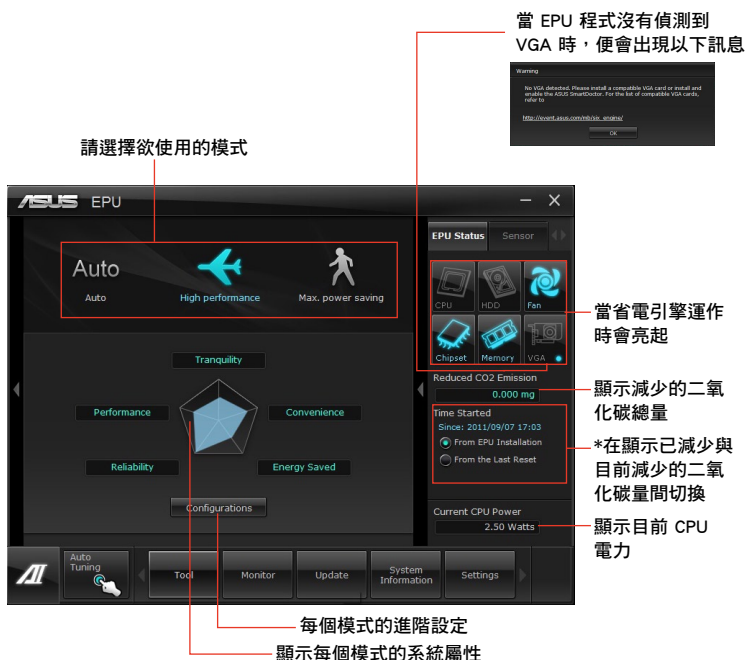 當 EPU 程式沒有偵測到
VGA 時，便會出現以下訊息
Warning
No VGA detected. Please install a compatible VGA card or install and
enable the ASUS SmartDoctor. For the list of compatible VGA cards,
refer to
http://event.asus.com/mb/six_engine/
OK
請選擇欲使用的模式
ASUS EPU
EPU Status Sensor
Auto
Auto High performance Max. power saving
CPU HDD Fan
Chipset Memory VGA
當省電引擎運作
時會亮起
Tranquility
Performance Convenience
Reliability Energy Saved
Configurations
Reduced CO2 Emission
0.000 mg
顯示減少的二氧
化碳總量
Time Started
Since: 2011/09/07 17:03
From EPU Installation
From the Last Reset
*在顯示已減少與
目前減少的二氧
化碳量間切換
Current CPU Power
2.50 Watts
顯示目前 CPU
電力
AI
Auto
Tuning
Tool Monitor Update System
Information Settings
每個模式的進階設定
顯示每個模式的系統屬性